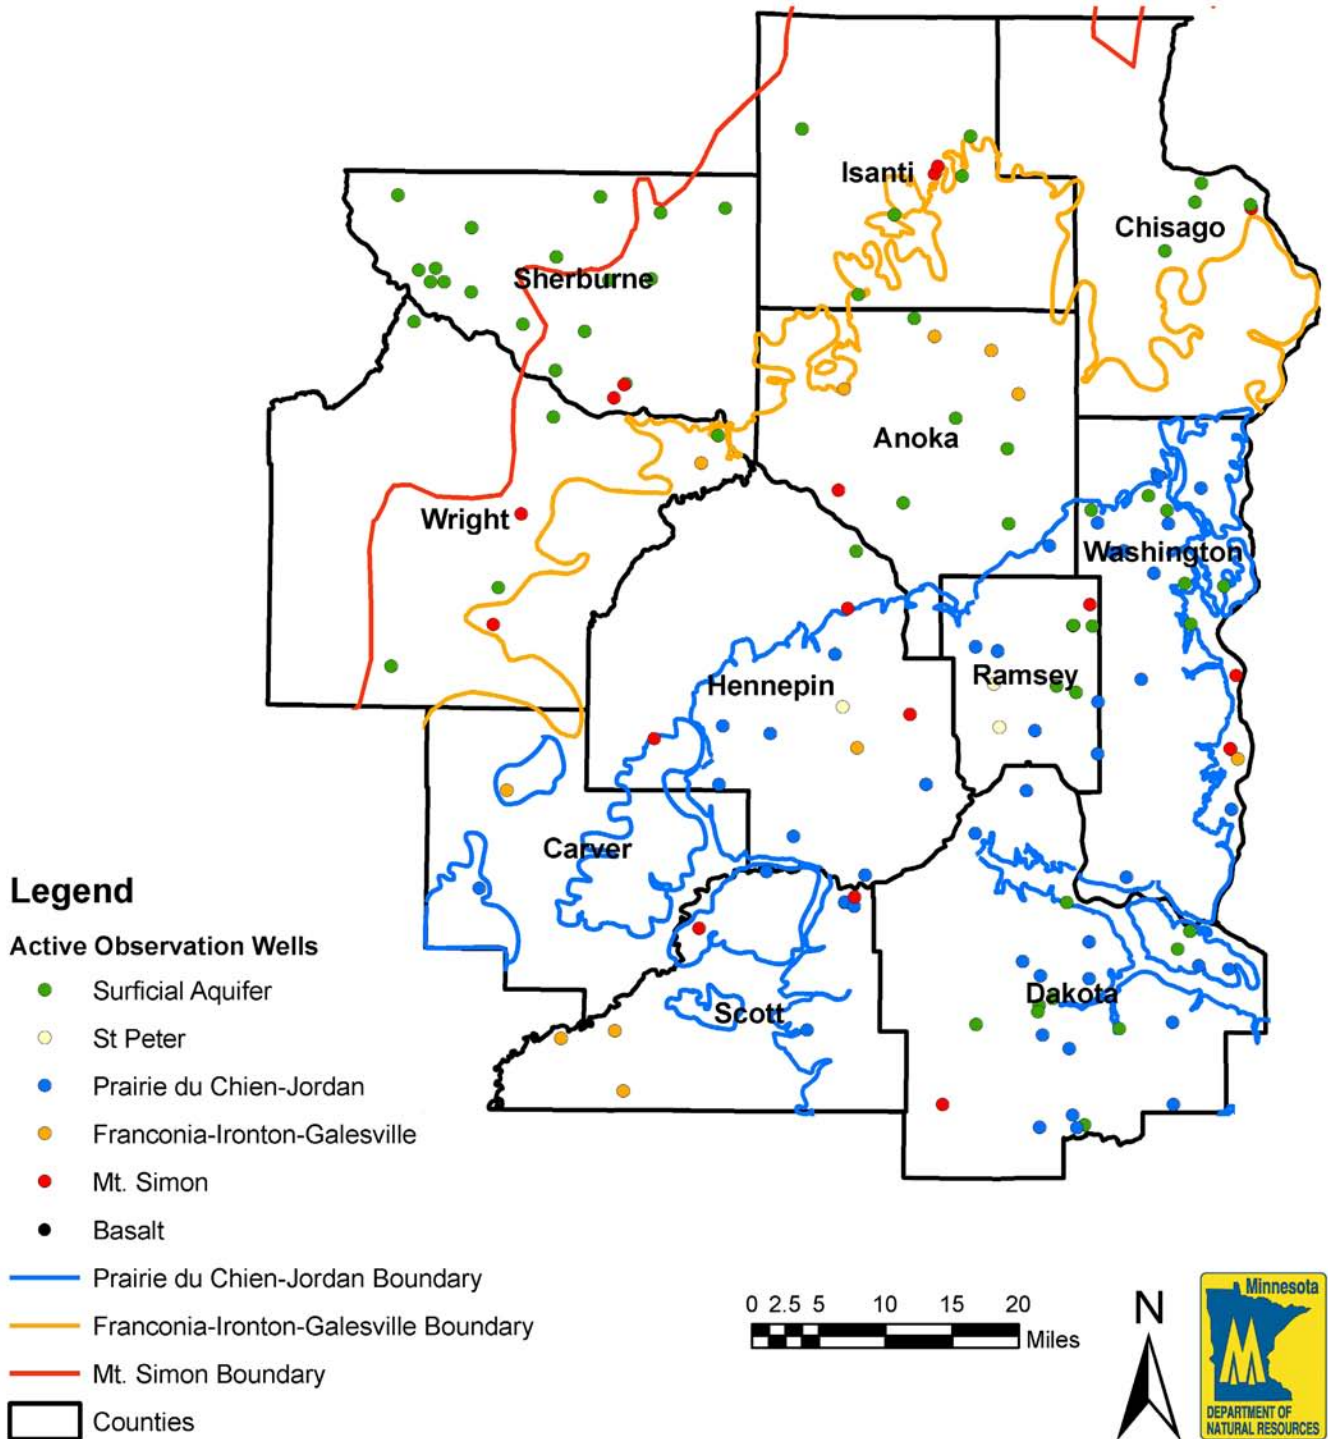 Isanti
Chisago
Sherburne
Anoka
Wright
Washington
Hennepin
Ramsey
Carver
Scott
Dakota
Legend
Active Observation Wells
Surficial Aquifer
St Peter
Prairie du Chien-Jordan
Franconia-Ironton-Galesville
Mt. Simon
Basalt
Prairie du Chien-Jordan Boundary
Franconia-Ironton-Galesville Boundary
Mt. Simon Boundary
Counties
0 2.5 5 10 15 20
Miles
N
Minnesota
DEPARTMENT OF
NATURAL RESOURCES